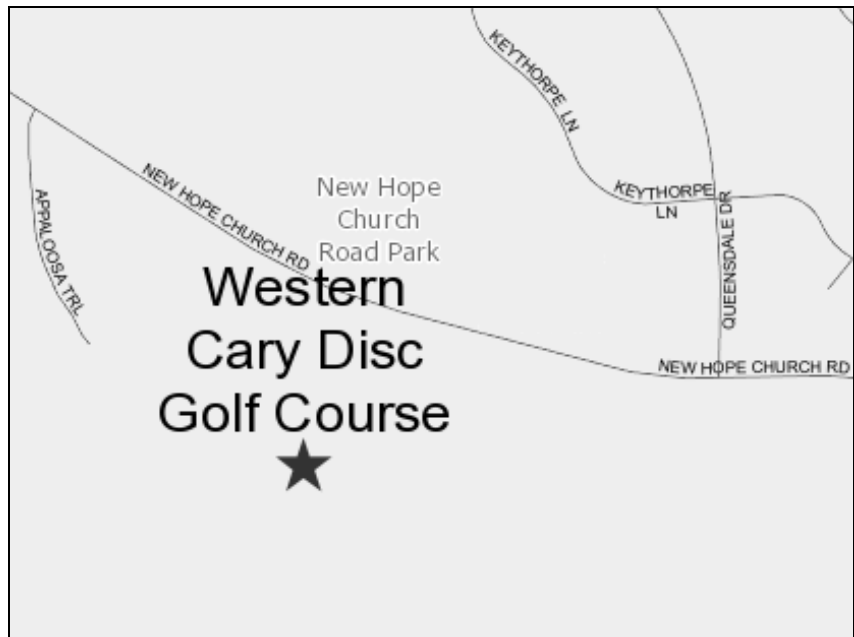 KEYTHORPE LN
NEW HOPE CHURCH RD
New Hope
Church
Road Park
KEYTHORPE
LN
APPALOOSA TRL
QUEENSDALE DR
Western
Cary Disc
Golf Course
NEW HOPE CHURCH RD